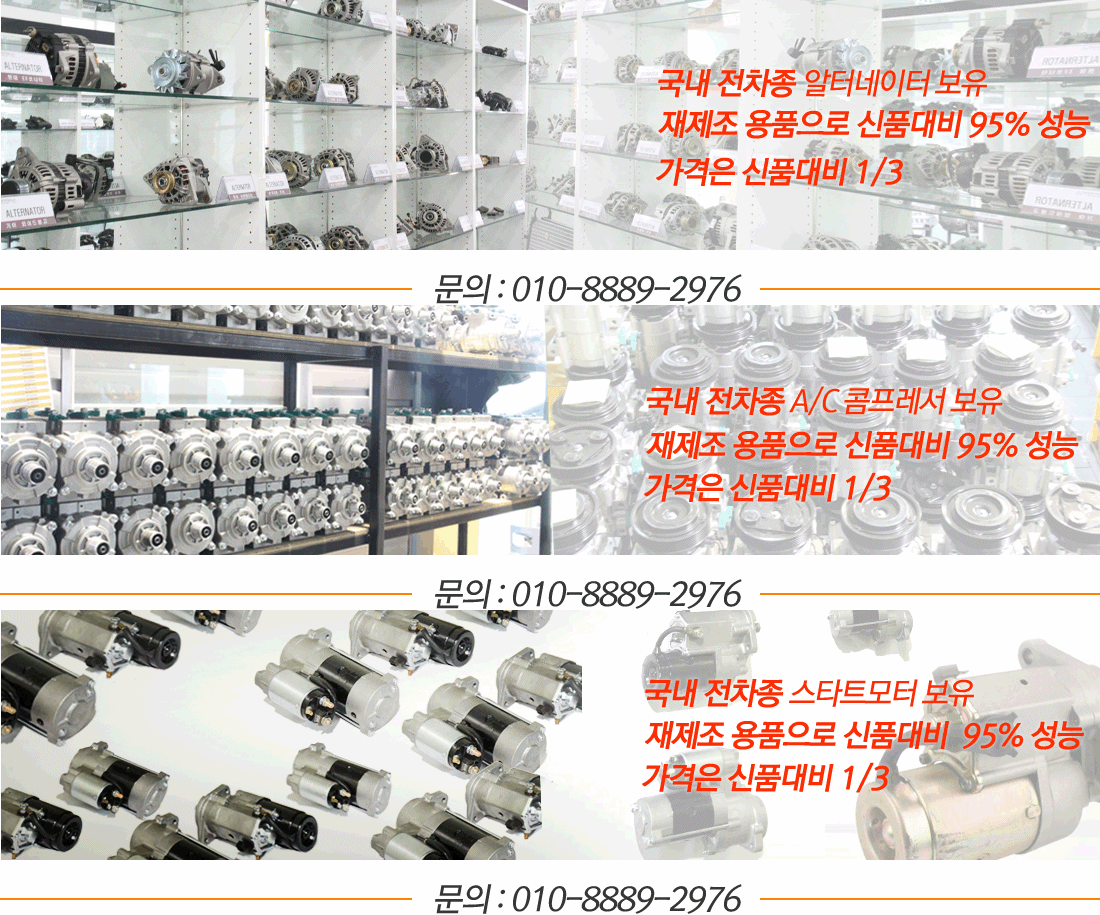 ALTERNATOR
ALTERNATOR
ALTERNATOR
국내 전차종 알터네이터 보유
재제조 용품으로 신품대비 95% 성능
가격은 신품대비 1/3
문의 : 010-8889-2976
국내 전차종 A/C 콤프레서 보유
재제조 용품으로 신품대비 95% 성능
가격은 신품대비 1/3
문의 : 010-8889-2976
국내 전차종 스타트모터 보유
재제조 용품으로 신품대비 95% 성능
가격은 신품대비 1/3
문의 : 010-8889-2976